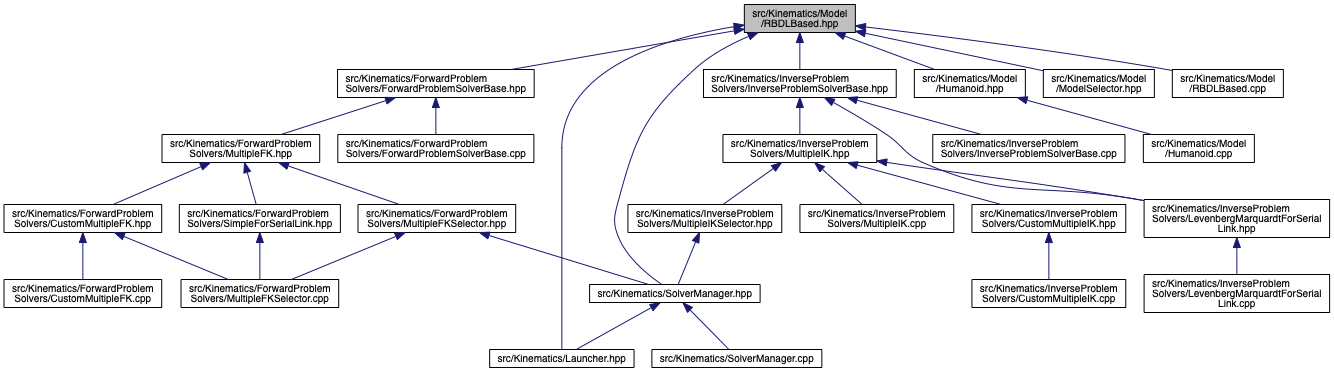 src/Kinematics/Model
/RBDLBased.hpp
src/Kinematics/ForwardProblem
Solvers/ForwardProblemSolverBase.hpp
src/Kinematics/InverseProblem
Solvers/InverseProblemSolverBase.hpp
src/Kinematics/Model
/Humanoid.hpp
src/Kinematics/Model
/ModelSelector.hpp
src/Kinematics/Model
/RBDLBased.cpp
src/Kinematics/ForwardProblem
Solvers/MultipleFK.hpp
src/Kinematics/ForwardProblem
Solvers/ForwardProblemSolverBase.cpp
src/Kinematics/InverseProblem
Solvers/MultipleIK.hpp
src/Kinematics/InverseProblem
Solvers/InverseProblemSolverBase.cpp
src/Kinematics/Model
/Humanoid.cpp
src/Kinematics/ForwardProblem
Solvers/CustomMultipleFK.hpp
src/Kinematics/ForwardProblem
Solvers/SimpleForSerialLink.hpp
src/Kinematics/ForwardProblem
Solvers/MultipleFKSelector.hpp
src/Kinematics/InverseProblem
Solvers/MultipleIKSelector.hpp
src/Kinematics/InverseProblem
Solvers/MultipleIK.cpp
src/Kinematics/InverseProblem
Solvers/CustomMultipleIK.hpp
src/Kinematics/InverseProblem
Solvers/LevenbergMarquardtForSerial
Link.hpp
src/Kinematics/ForwardProblem
Solvers/CustomMultipleFK.cpp
src/Kinematics/ForwardProblem
Solvers/MultipleFKSelector.cpp
src/Kinematics/SolverManager.hpp
src/Kinematics/InverseProblem
Solvers/CustomMultipleIK.cpp
src/Kinematics/InverseProblem
Solvers/LevenbergMarquardtForSerial
Link.cpp
src/Kinematics/Launcher.hpp
src/Kinematics/SolverManager.cpp